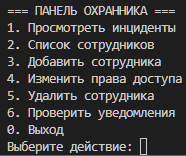 === ПАНЕЛЬ ОХРАННИКА ===
1. Просмотреть инциденты
2. Список сотрудников
3. Добавить сотрудника
4. Изменить права доступа
5. Удалить сотрудника
6. Проверить уведомления
0. Выход
Выберите действие: